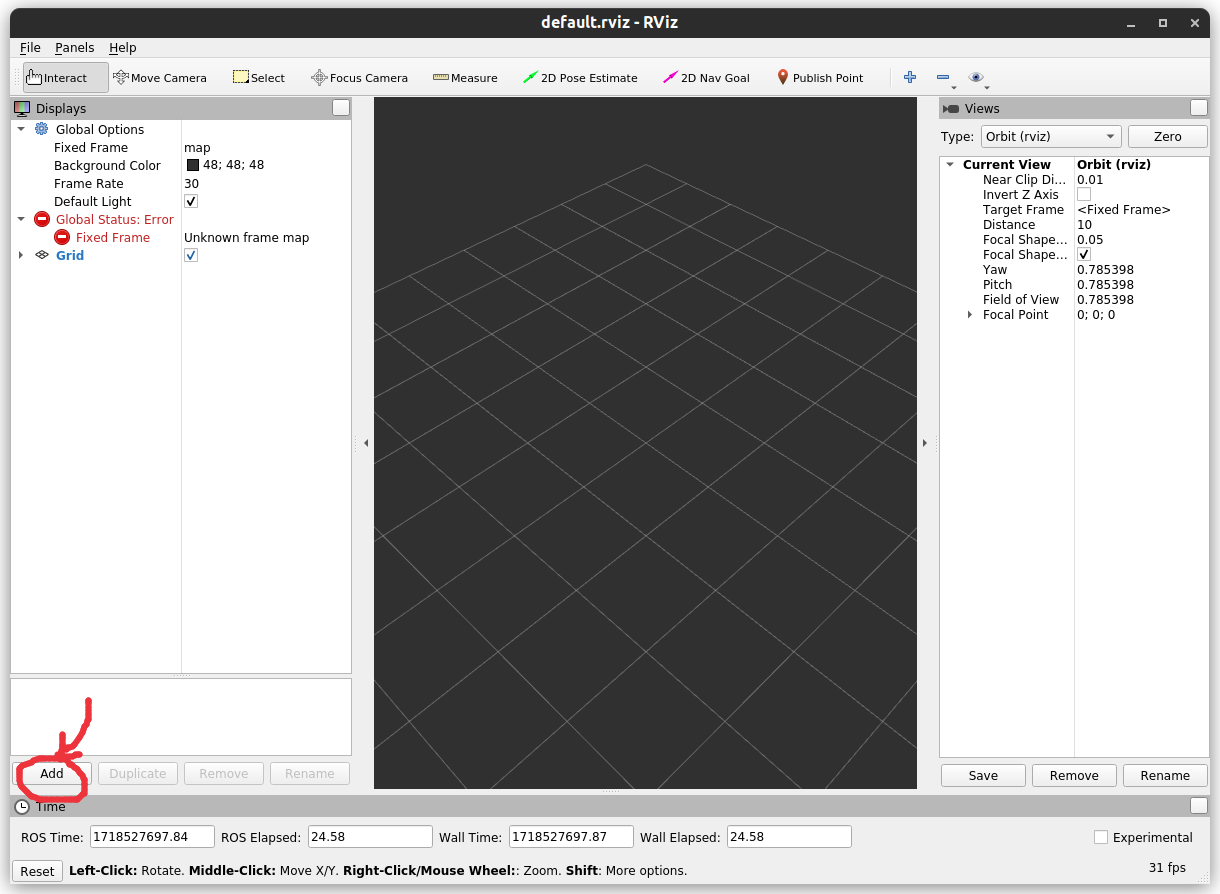 default.rviz - RViz
File Panels Help
Interact Move Camera Select Focus Camera Measure 2D Pose Estimate 2D Nav Goal Publish Point
Displays
Global Options
Fixed Frame map
Background Color 48; 48; 48
Frame Rate 30
Default Light
Global Status: Error
Fixed Frame Unknown frame map
Grid
Add Duplicate Remove Rename
Views
Type: Orbit (rviz) Zero
Current View Orbit (rviz)
Near Clip Di... 0.01
Invert Z Axis
Target Frame <Fixed Frame>
Distance 10
Focal Shape... 0.05
Focal Shape...
Yaw 0.785398
Pitch 0.785398
Field of View 0.785398
Focal Point 0; 0; 0
Save Remove Rename
Time
ROS Time: 1718527697.84 ROS Elapsed: 24.58 Wall Time: 1718527697.87 Wall Elapsed: 24.58 Experimental
Reset Left-Click: Rotate. Middle-Click: Move X/Y. Right-Click/Mouse Wheel:: Zoom. Shift: More options. 31 fps